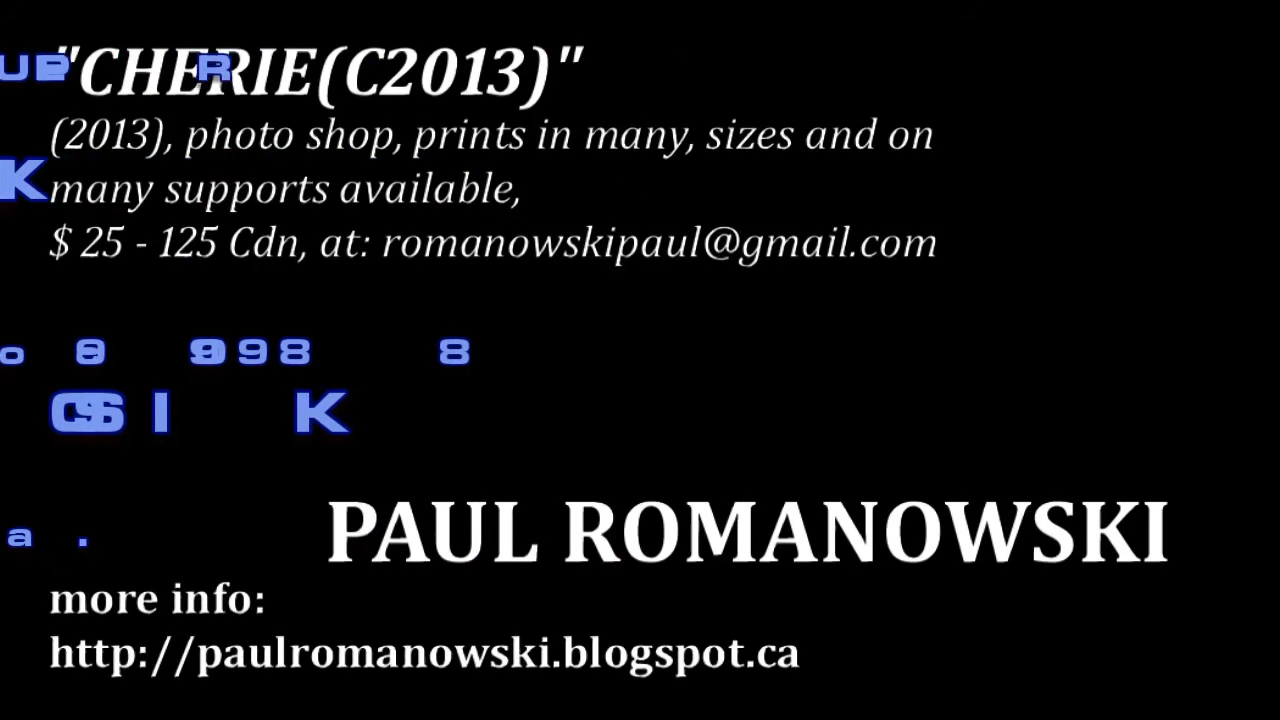 "CHERIE(C2013)"
(2013), photo shop, prints in many, sizes and on
many supports available,
$ 25 - 125 Cdn, at: romanowskipaul@gmail.com
PAUL ROMANOWSKI
more info:
http://paulromanowski.blogspot.ca